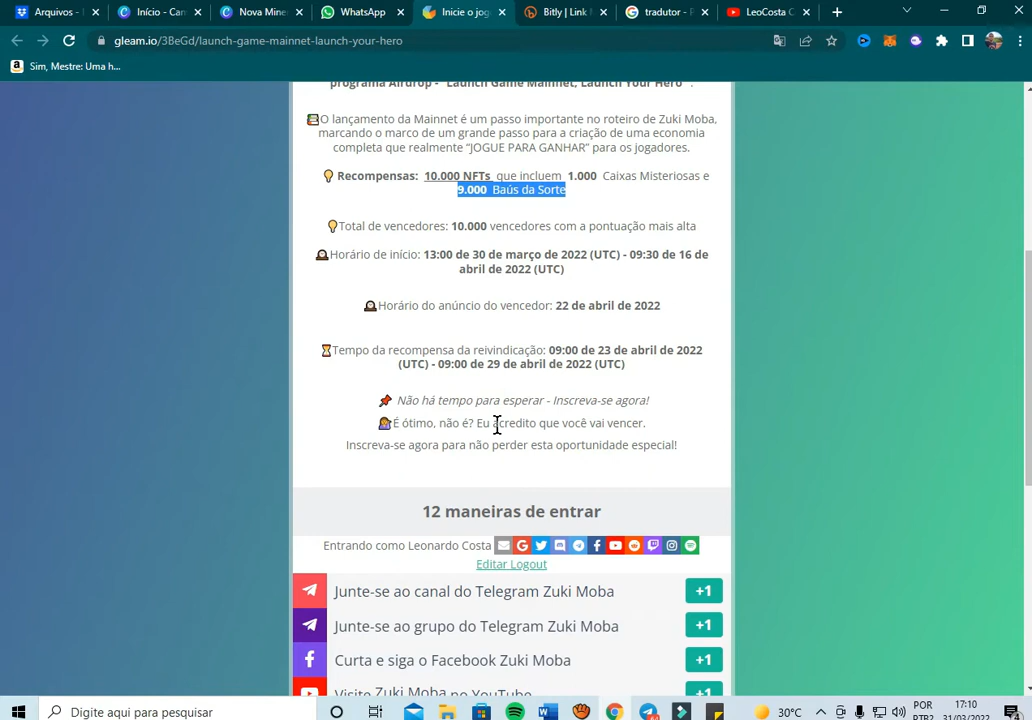 Arquivos -
Início - Can
Nova Mine
WhatsApp
Inicie o jog
Bitly | Link
tradutor - P
LeoCosta C
gleam.io/3BeGd/launch-game-mainnet-launch-your-hero
Sim, Mestre: Uma h...
programa Airdrop - "Launch Game Mainnet, Launch Your Hero" .
O lançamento da Mainnet é um passo importante no roteiro de Zuki Moba,
marcando o marco de um grande passo para a criação de uma economia
completa que realmente “JOGUE PARA GANHAR” para os jogadores.
Recompensas: 10.000 NFTs que incluem 1.000 Caixas Misteriosas e
9.000 Baús da Sorte
Total de vencedores: 10.000 vencedores com a pontuação mais alta
Horário de início: 13:00 de 30 de março de 2022 (UTC) - 09:30 de 16 de
abril de 2022 (UTC)
Horário do anúncio do vencedor: 22 de abril de 2022
Tempo da recompensa da reivindicação: 09:00 de 23 de abril de 2022
(UTC) - 09:00 de 29 de abril de 2022 (UTC)
Não há tempo para esperar - Inscreva-se agora!
É ótimo, não é? Eu acredito que você vai vencer.
Inscreva-se agora para não perder esta oportunidade especial!
12 maneiras de entrar
Entrando como Leonardo Costa
Editar Logout
Junte-se ao canal do Telegram Zuki Moba +1
Junte-se ao grupo do Telegram Zuki Moba +1
Curta e siga o Facebook Zuki Moba +1
Visite Zuki Moba no YouTube +1
Digite aqui para pesquisar
30°C
POR
17:10
31/03/2022